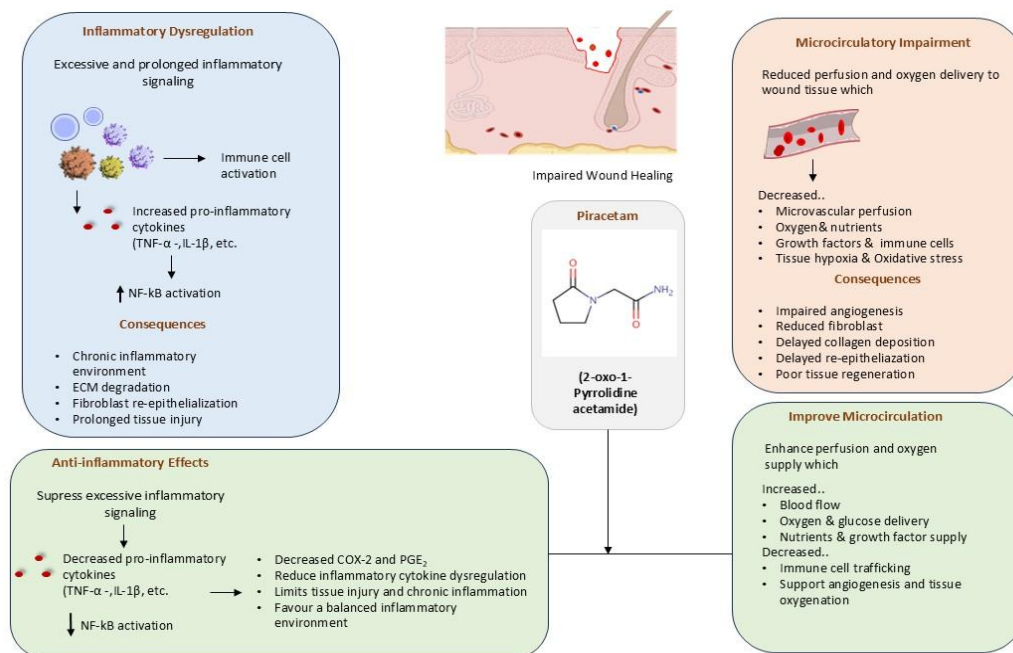 Inflammatory Dysregulation
Excessive and prolonged inflammatory
signaling
Immune cell
activation
Increased pro-inflammatory
cytokines
(TNF-α -,IL-1β, etc.
NF-kB activation
Consequences
• Chronic inflammatory
environment
• ECM degradation
• Fibroblast re-epithelialization
• Prolonged tissue injury
Impaired Wound Healing
Piracetam
O
N
NH₂
O
(2-oxo-1-
Pyrrolidine
acetamide)
Microcirculatory Impairment
Reduced perfusion and oxygen delivery to
wound tissue which
Decreased..
• Microvascular perfusion
• Oxygen & nutrients
• Growth factors & immune cells
• Tissue hypoxia & Oxidative stress
Consequences
• Impaired angiogenesis
• Reduced fibroblast
• Delayed collagen deposition
• Delayed re-epitheliazation
• Poor tissue regeneration
Anti-inflammatory Effects
Supress excessive inflammatory
signaling
Decreased pro-inflammatory
cytokines
(TNF-α -,IL-1β, etc.
NF-kB activation
• Decreased COX-2 and PGE₂
• Reduce inflammatory cytokine dysregulation
• Limits tissue injury and chronic inflammation
• Favour a balanced inflammatory
environment
Improve Microcirculation
Enhance perfusion and oxygen
supply which
Increased..
• Blood flow
• Oxygen & glucose delivery
• Nutrients & growth factor supply
Decreased..
• Immune cell trafficking
• Support angiogenesis and tissue
oxygenation